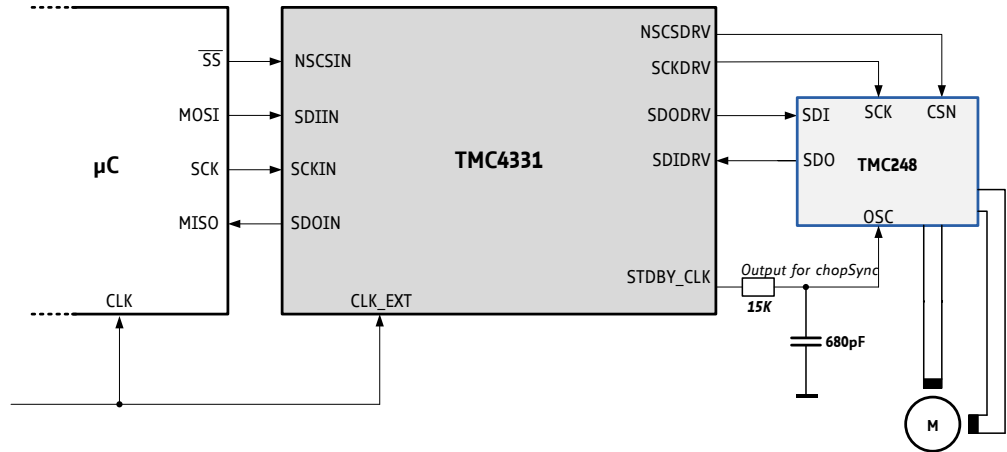 NSCSDRV
SS
NSCSIN
SCKDRV
MOSI
SDIIN
SDODRV
SDI
SCK
CSN
µC
TMC4331
SCK
SCKIN
SDIDRV
SDO
TMC248
MISO
SDOIN
OSC
STDBY_CLK
Output for chopSync
CLK
CLK_EXT
15K
680pF
M